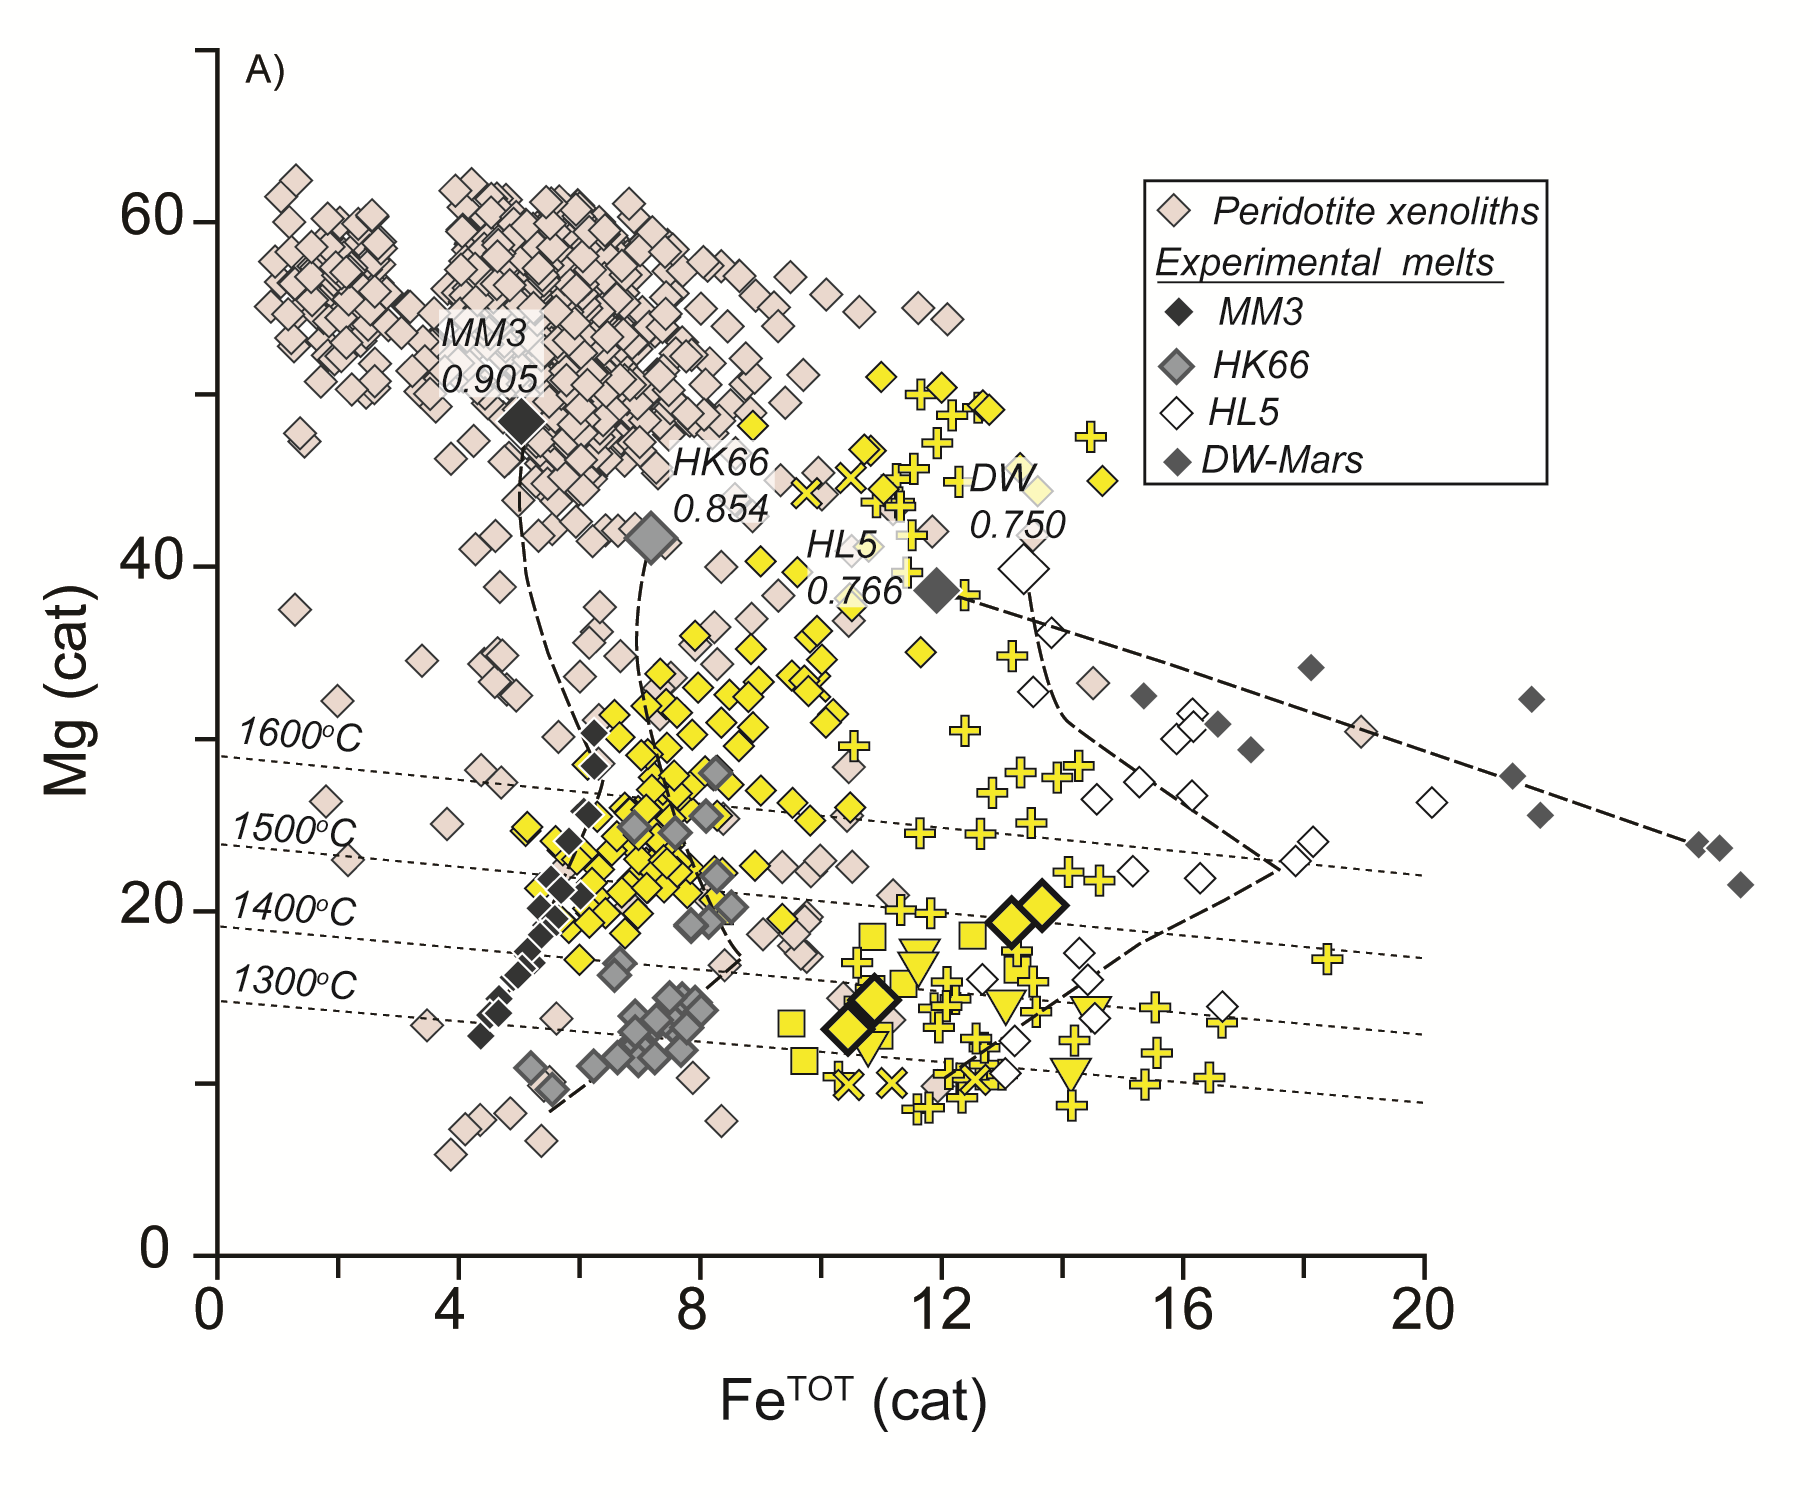 A)
60
40
20
0
Mg (cat)
0 4 8 12 16 20
Fe^TOT (cat)
Peridotite xenoliths
Experimental melts
MM3
HK66
HL5
DW-Mars
MM3
0.905
HK66
0.854
HL5
0.766
DW
0.750
1600°C
1500°C
1400°C
1300°C